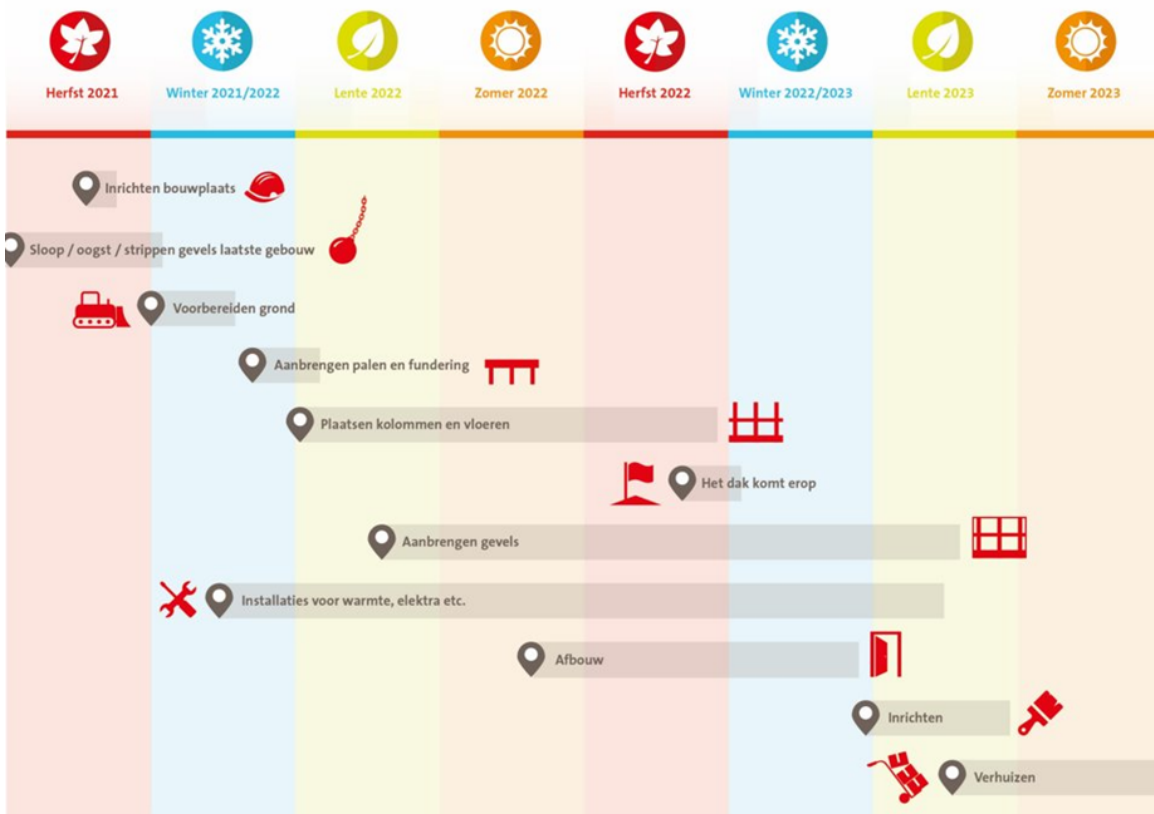 Herfst 2021
Winter 2021/2022
Lente 2022
Zomer 2022
Herfst 2022
Winter 2022/2023
Lente 2023
Zomer 2023
Inrichten bouwplaats
Sloop / oogst / strippen gevels laatste gebouw
Voorbereiden grond
Aanbrengen palen en fundering
Plaatsen kolommen en vloeren
Het dak komt erop
Aanbrengen gevels
Installaties voor warmte, elektra etc.
Afbouw
Inrichten
Verhuizen